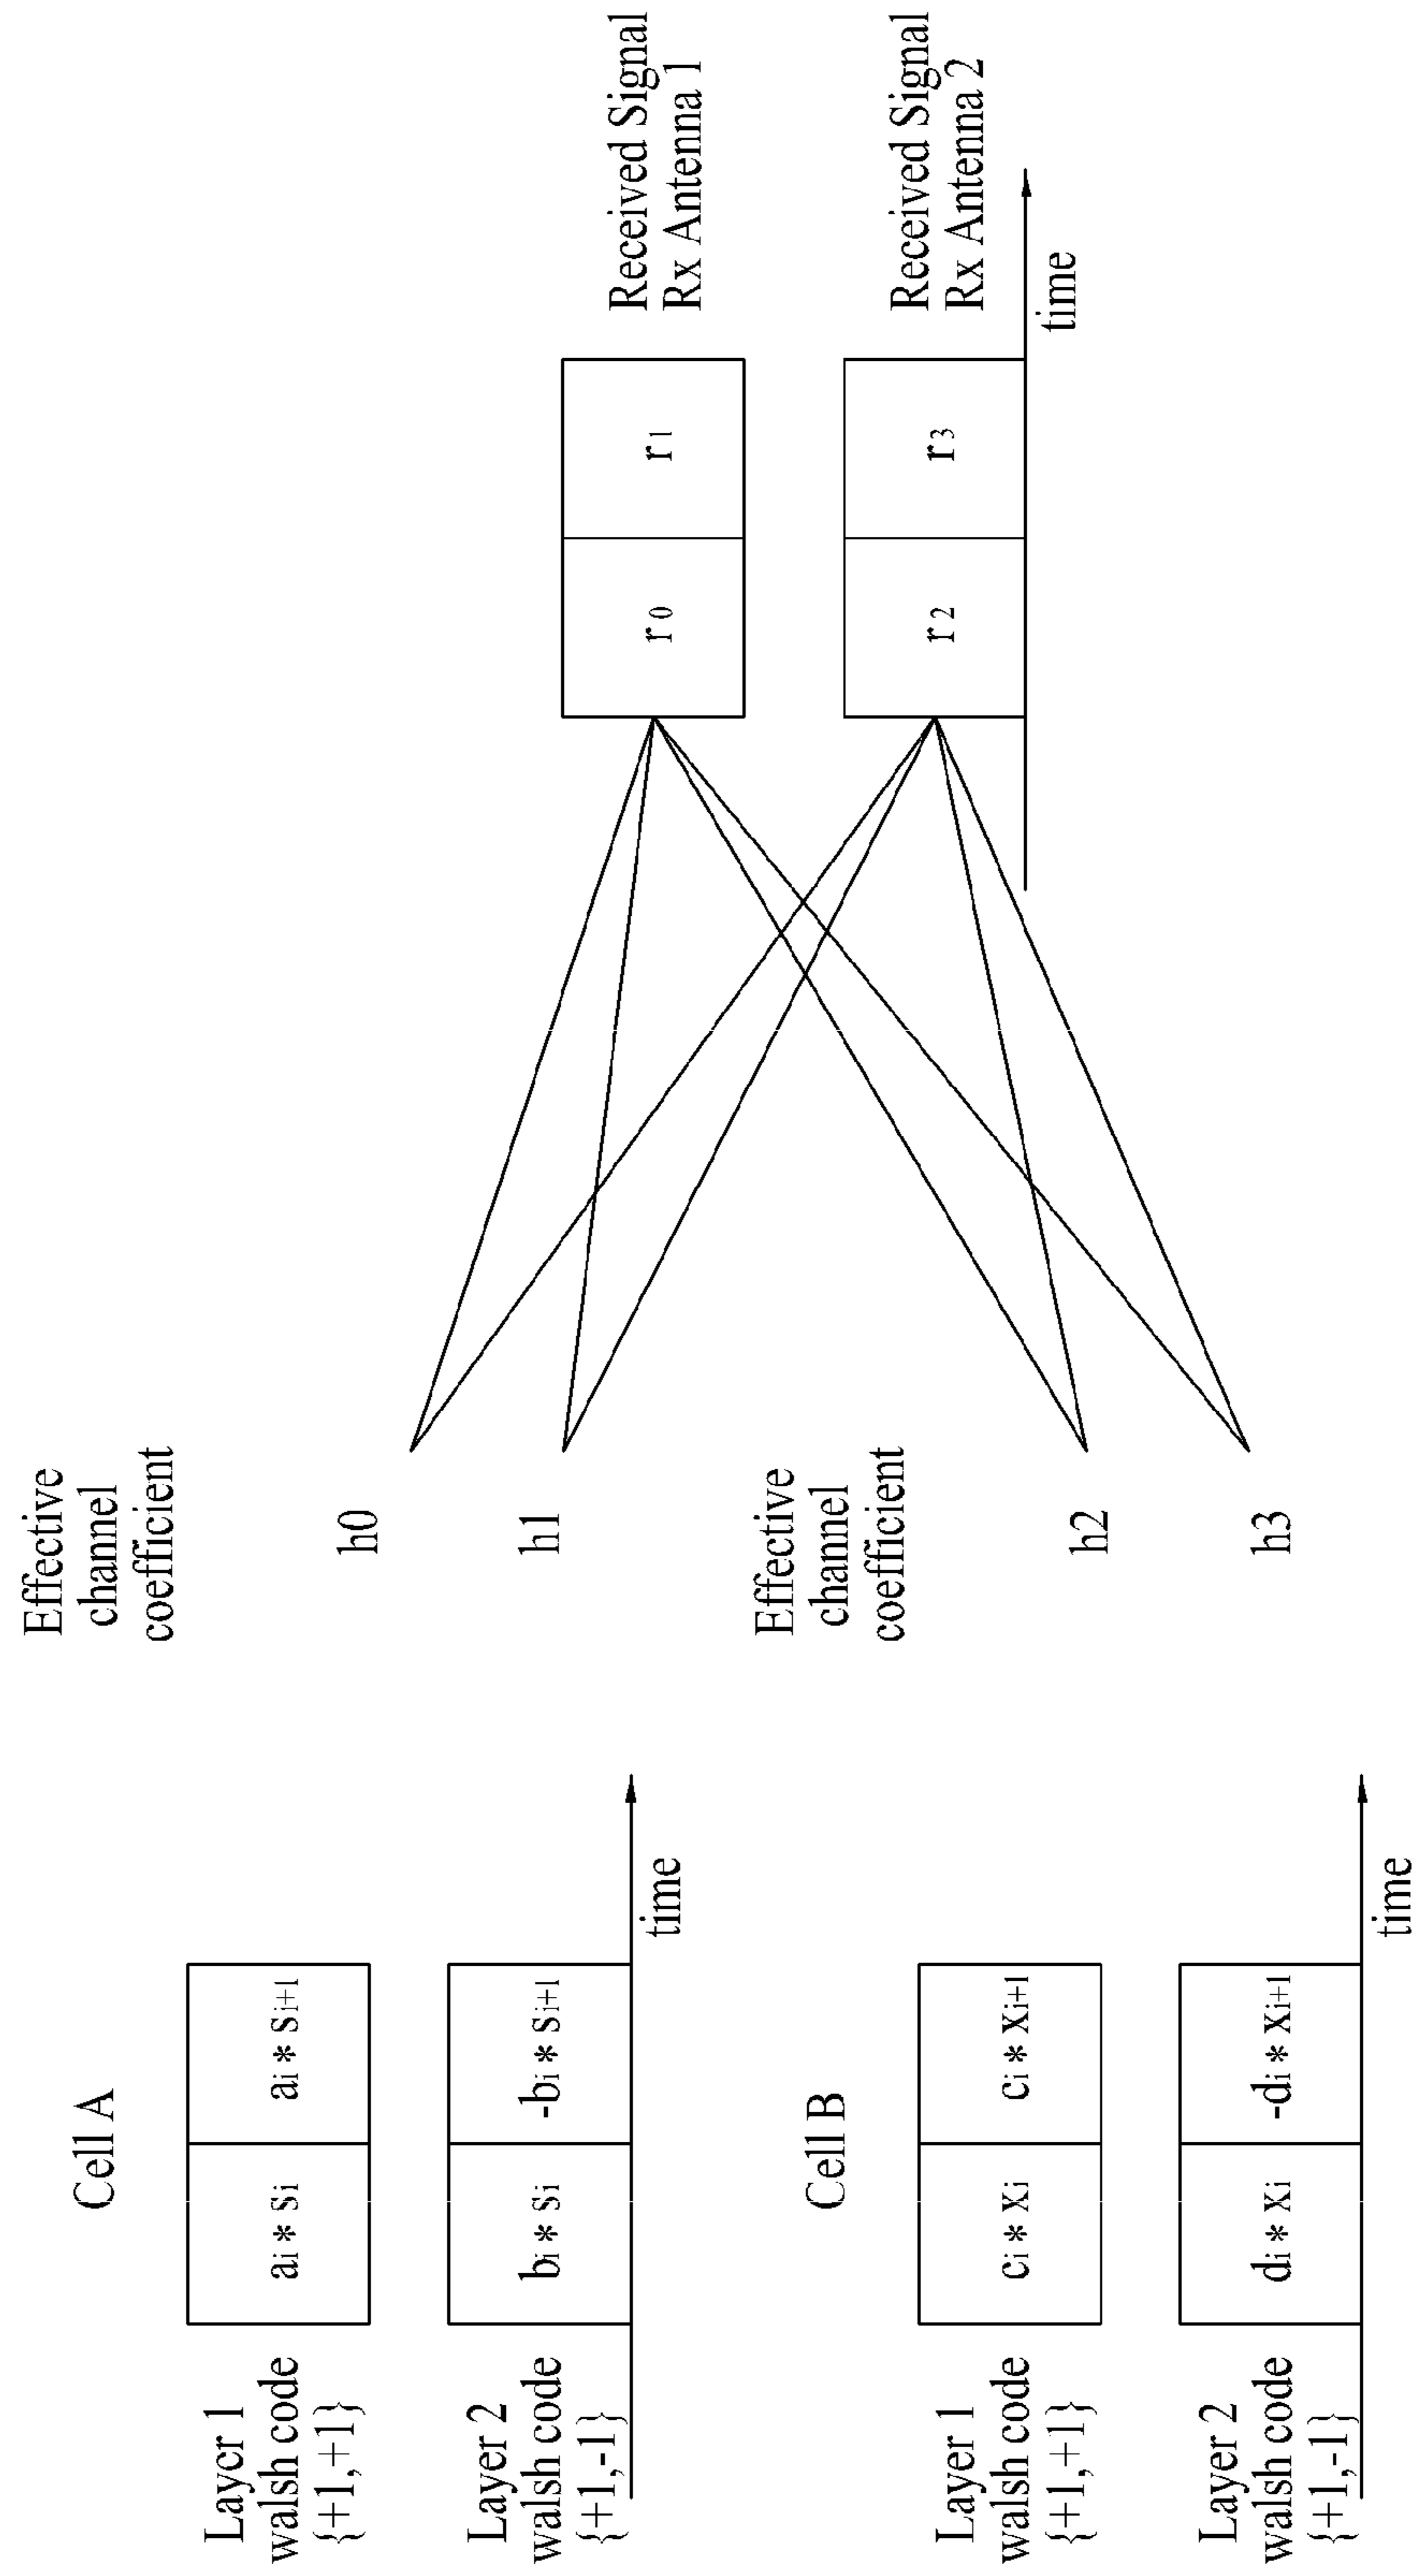 Cell A
Layer 1
walsh code
{+1,+1}
ai * Si
ai * Si+1
Layer 2
walsh code
{+1,-1}
bi * Si
-bi * Si+1
time
Effective
channel
coefficient
h0
h1
Cell B
Layer 1
walsh code
{+1,+1}
ci * Xi
ci * Xi+1
Layer 2
walsh code
{+1,-1}
di * Xi
-di * Xi+1
time
Effective
channel
coefficient
h2
h3
r0
r1
Received Signal
Rx Antenna 1
r2
r3
Received Signal
Rx Antenna 2
time